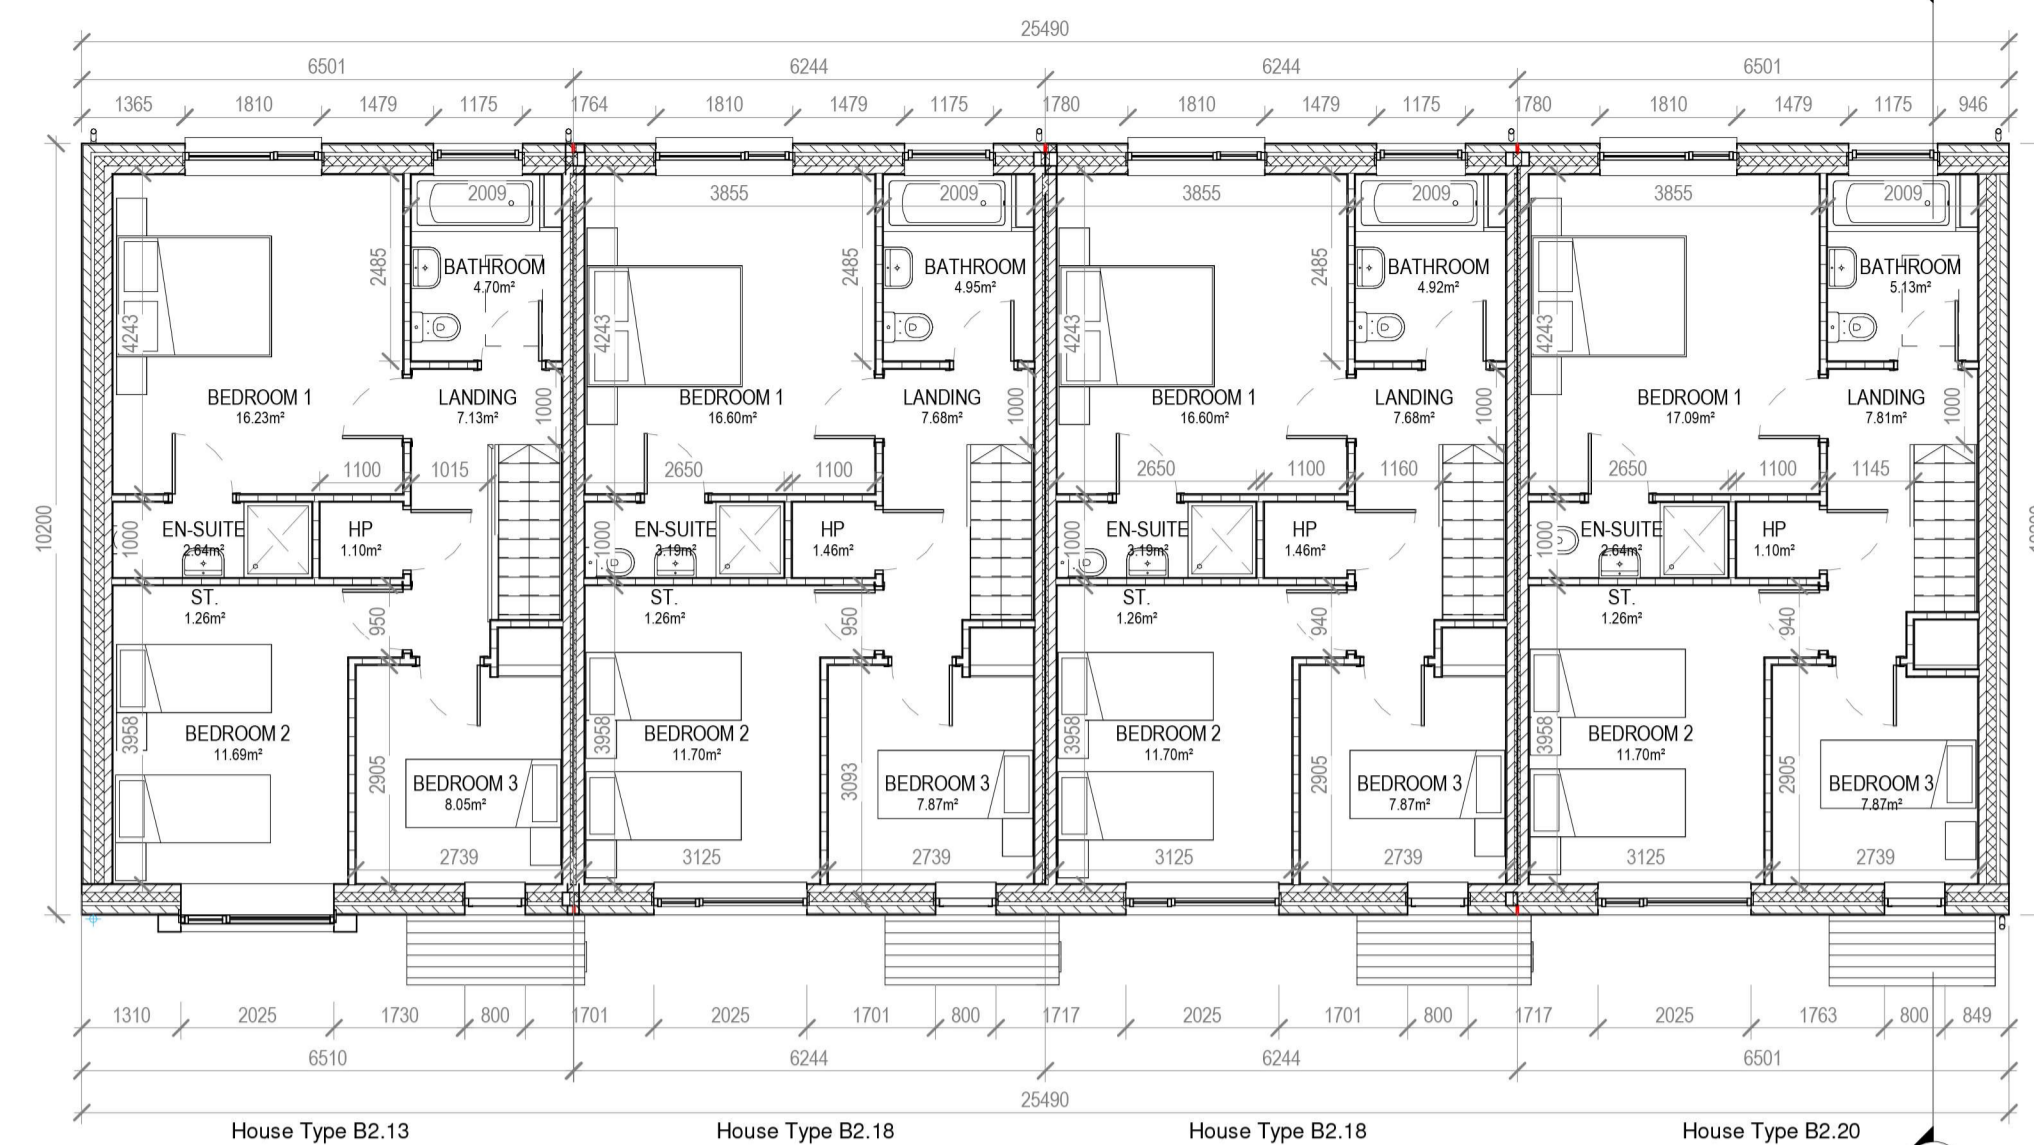 25490
6501 6244 6244 6501
1365 1810 1479 1175 1764 1810 1479 1175 1780 1810 1479 1175 1780 1810 1479 1175 946
2009 3855 2009 3855 2009 3855 2009
2485 2485 2485
BATHROOM BATHROOM BATHROOM BATHROOM
4.70m² 4.95m² 4.92m² 5.13m²
4243 4243 4243 4243
BEDROOM 1 LANDING BEDROOM 1 LANDING BEDROOM 1 LANDING BEDROOM 1 LANDING
16.23m² 7.13m² 16.60m² 7.68m² 16.60m² 7.68m² 17.09m² 7.81m²
1000 1000 1000 1000
1100 1015 2650 1100 2650 1100 1160 2650 1100 1145
10200
1000 1000 1000 1000
EN-SUITE HP EN-SUITE HP EN-SUITE HP EN-SUITE HP
2.64m² 1.10m² 3.19m² 1.46m² 3.19m² 1.46m² 2.64m² 1.10m²
ST. ST. ST. ST.
1.26m² 1.26m² 1.26m² 1.26m²
950 950 940 940
3958 3958 3958 3958
BEDROOM 2 BEDROOM 2 BEDROOM 2 BEDROOM 2
11.69m² 11.70m² 11.70m² 11.70m²
2905 3093 2905 2905
BEDROOM 3 BEDROOM 3 BEDROOM 3 BEDROOM 3
8.05m² 7.87m² 7.87m² 7.87m²
2739 3125 2739 3125 2739 3125 2739
1310 2025 1730 800 1701 2025 1701 800 1717 2025 1701 800 1717 2025 1763 800 849
6510 6244 6244 6501
25490
House Type B2.13 House Type B2.18 House Type B2.18 House Type B2.20